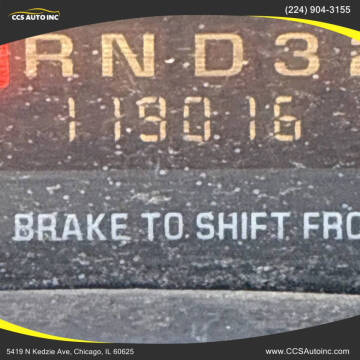 CCS AUTO INC
(224) 904-3155
R N D 3
119016
BRAKE TO SHIFT FRO
5419 N Kedzie Ave, Chicago, IL 60625
www.CCSAutoinc.com